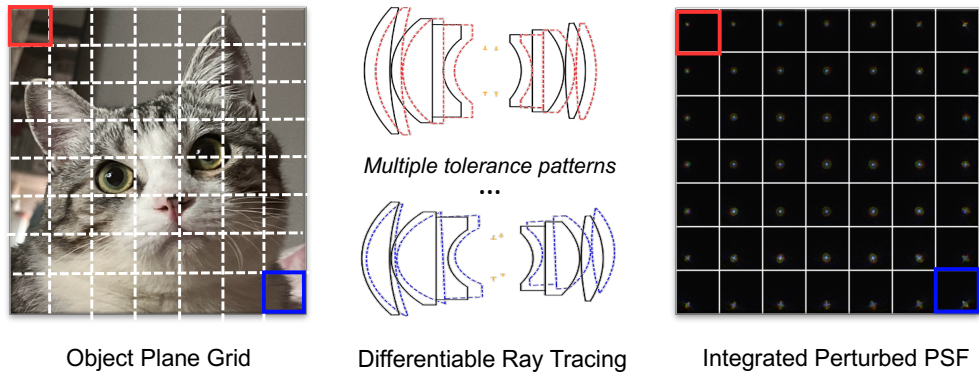 Multiple tolerance patterns
...
Object Plane Grid
Differentiable Ray Tracing
Integrated Perturbed PSF